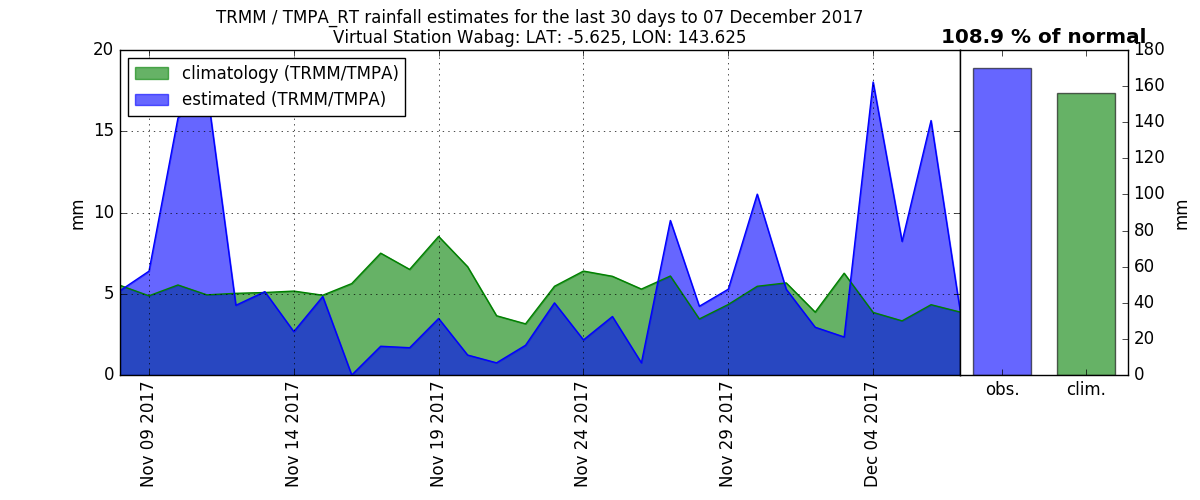 TRMM / TMPA_RT rainfall estimates for the last 30 days to 07 December 2017
Virtual Station Wabag: LAT: -5.625, LON: 143.625
108.9 % of normal
climatology (TRMM/TMPA)
estimated (TRMM/TMPA)
20
15
10
5
0
mm
180
160
140
120
100
80
60
40
20
0
mm
Nov 09 2017
Nov 14 2017
Nov 19 2017
Nov 24 2017
Nov 29 2017
Dec 04 2017
obs.
clim.